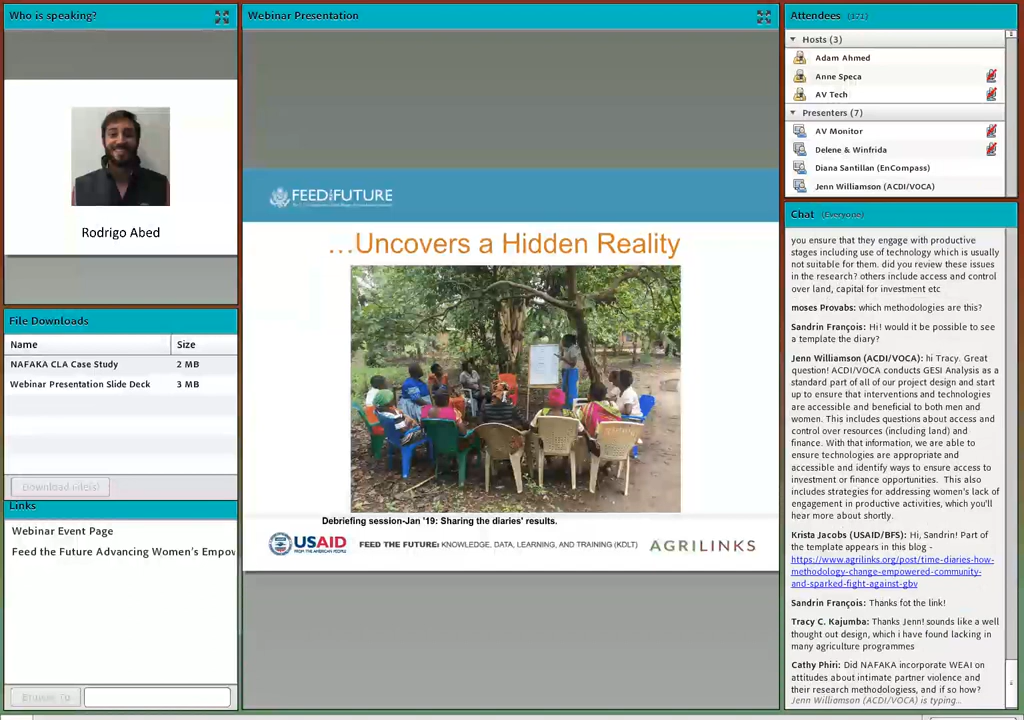 Who is speaking?
Rodrigo Abed
File Downloads
Name Size
NAFAKA CLA Case Study 2 MB
Webinar Presentation Slide Deck 3 MB
Download File(s)
Links
Webinar Event Page
Feed the Future Advancing Women's Empow
Browse To
Webinar Presentation
FEED THE FUTURE
...Uncovers a Hidden Reality
Debriefing session-Jan '19: Sharing the diaries' results.
USAID
FROM THE AMERICAN PEOPLE
FEED THE FUTURE: KNOWLEDGE, DATA, LEARNING, AND TRAINING (KDLT)
AGRILINKS
Attendees (171)
Hosts (3)
Adam Ahmed
Anne Speca
AV Tech
Presenters (7)
AV Monitor
Delene & Winfrida
Diana Santillan (EnCompass)
Jenn Williamson (ACDI/VOCA)
Chat (Everyone)
you ensure that they engage with productive
stages including use of technology which is usually
not suitable for them. did you review these issues
in the research? others include access and control
over land, capital for investment etc
moses Provabs: which methodologies are this?
Sandrin François: Hi! would it be possible to see
a template the diary?
Jenn Williamson (ACDI/VOCA): hi Tracy. Great
question! ACDI/VOCA conducts GESI Analysis as a
standard part of all of our project design and start
up to ensure that interventions and technologies
are accessible and beneficial to both men and
women. This includes questions about access and
control over resources (including land) and
finance. With that information, we are able to
ensure technologies are appropriate and
accessible and identify ways to ensure access to
investment or finance opportunities. This also
includes strategies for addressing women's lack of
engagement in productive activities, which you'll
hear more about shortly.
Krista Jacobs (USAID/BFS): Hi, Sandrin! Part of
the template appears in this blog -
https://www.agrilinks.org/post/time-diaries-how-
methodology-change-empowered-community-
and-sparked-fight-against-gbv
Sandrin François: Thanks fot the link!
Tracy C. Kajumba: Thanks Jenn! sounds like a well
thought out design, which i have found lacking in
many agriculture programmes
Cathy Phiri: Did NAFAKA incorporate WEAI on
attitudes about intimate partner violence and
their research methodologiess, and if so how?
Jenn Williamson (ACDI/VOCA) is typing...